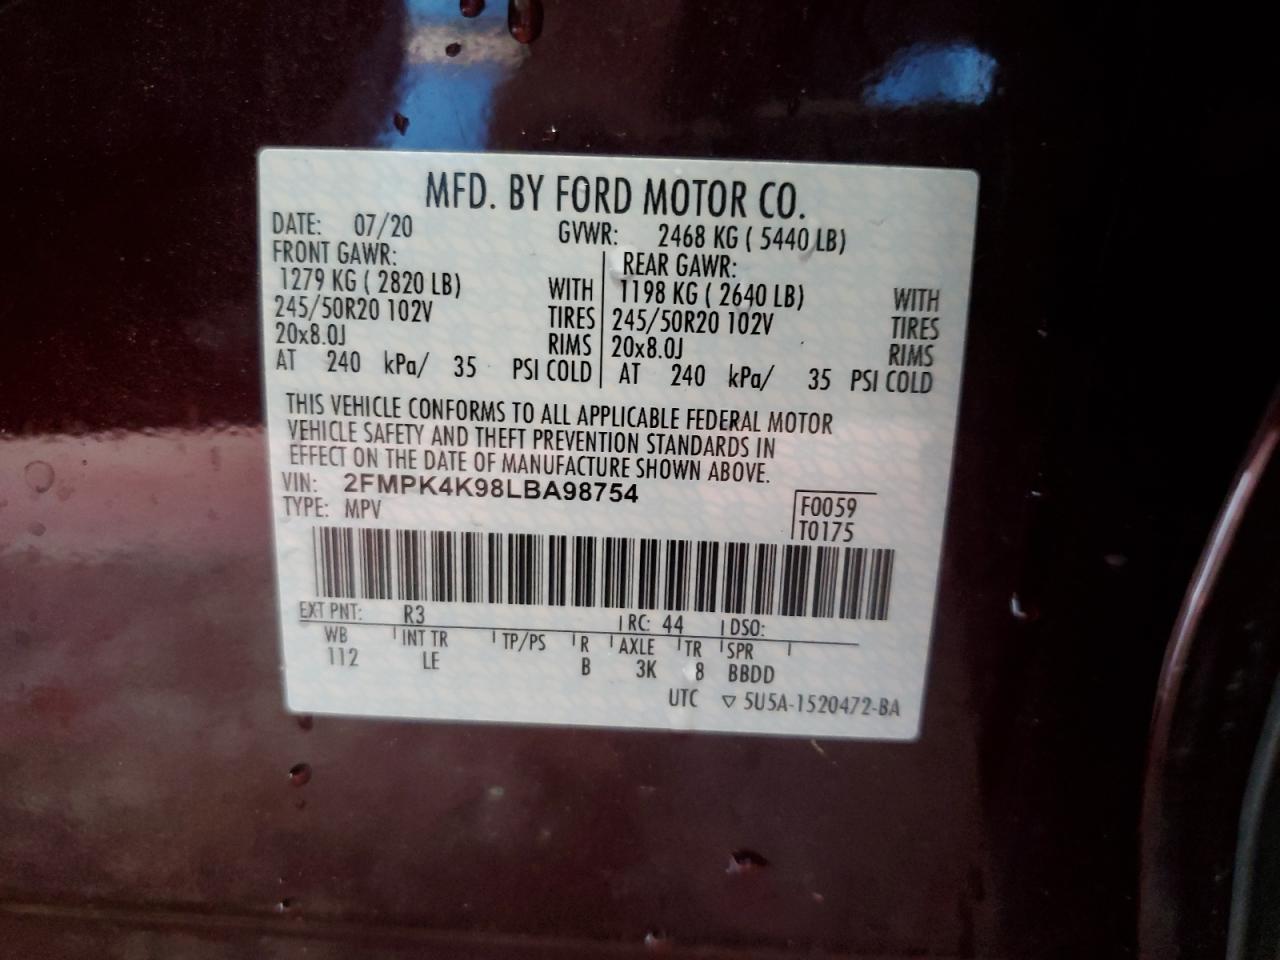 MFD. BY FORD MOTOR CO.
DATE: 07/20 GVWR: 2468 KG ( 5440 LB)
FRONT GAWR: REAR GAWR:
1279 KG ( 2820 LB) WITH 1198 KG ( 2640 LB) WITH
245/50R20 102V TIRES 245/50R20 102V TIRES
20x8.0J RIMS 20x8.0J RIMS
AT 240 kPa/ 35 PSI COLD AT 240 kPa/ 35 PSI COLD
THIS VEHICLE CONFORMS TO ALL APPLICABLE FEDERAL MOTOR
VEHICLE SAFETY AND THEFT PREVENTION STANDARDS IN
EFFECT ON THE DATE OF MANUFACTURE SHOWN ABOVE.
VIN: 2FMPK4K98LBA98754
TYPE: MPV
F0059
T0175
EXT PNT: R3 RC: 44 DSO:
WB INT TR TP/PS R AXLE TR SPR
112 LE B 3K 8 BBDD
UTC ▽ 5U5A-1520472-BA